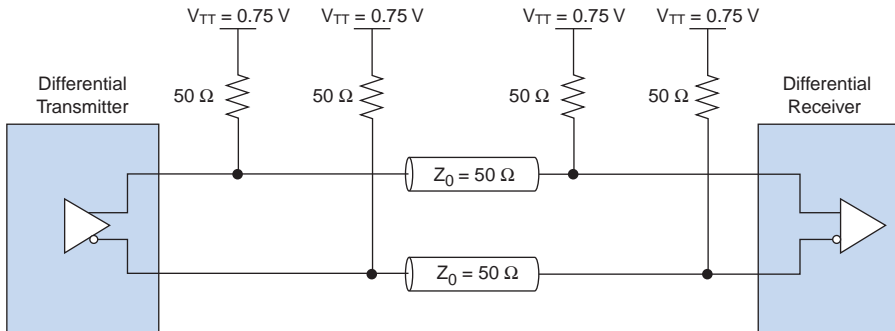 V_TT = 0.75 V V_TT = 0.75 V V_TT = 0.75 V V_TT = 0.75 V
Differential Transmitter
50 Ω 50 Ω 50 Ω 50 Ω
Differential Receiver
Z_0 = 50 Ω
Z_0 = 50 Ω